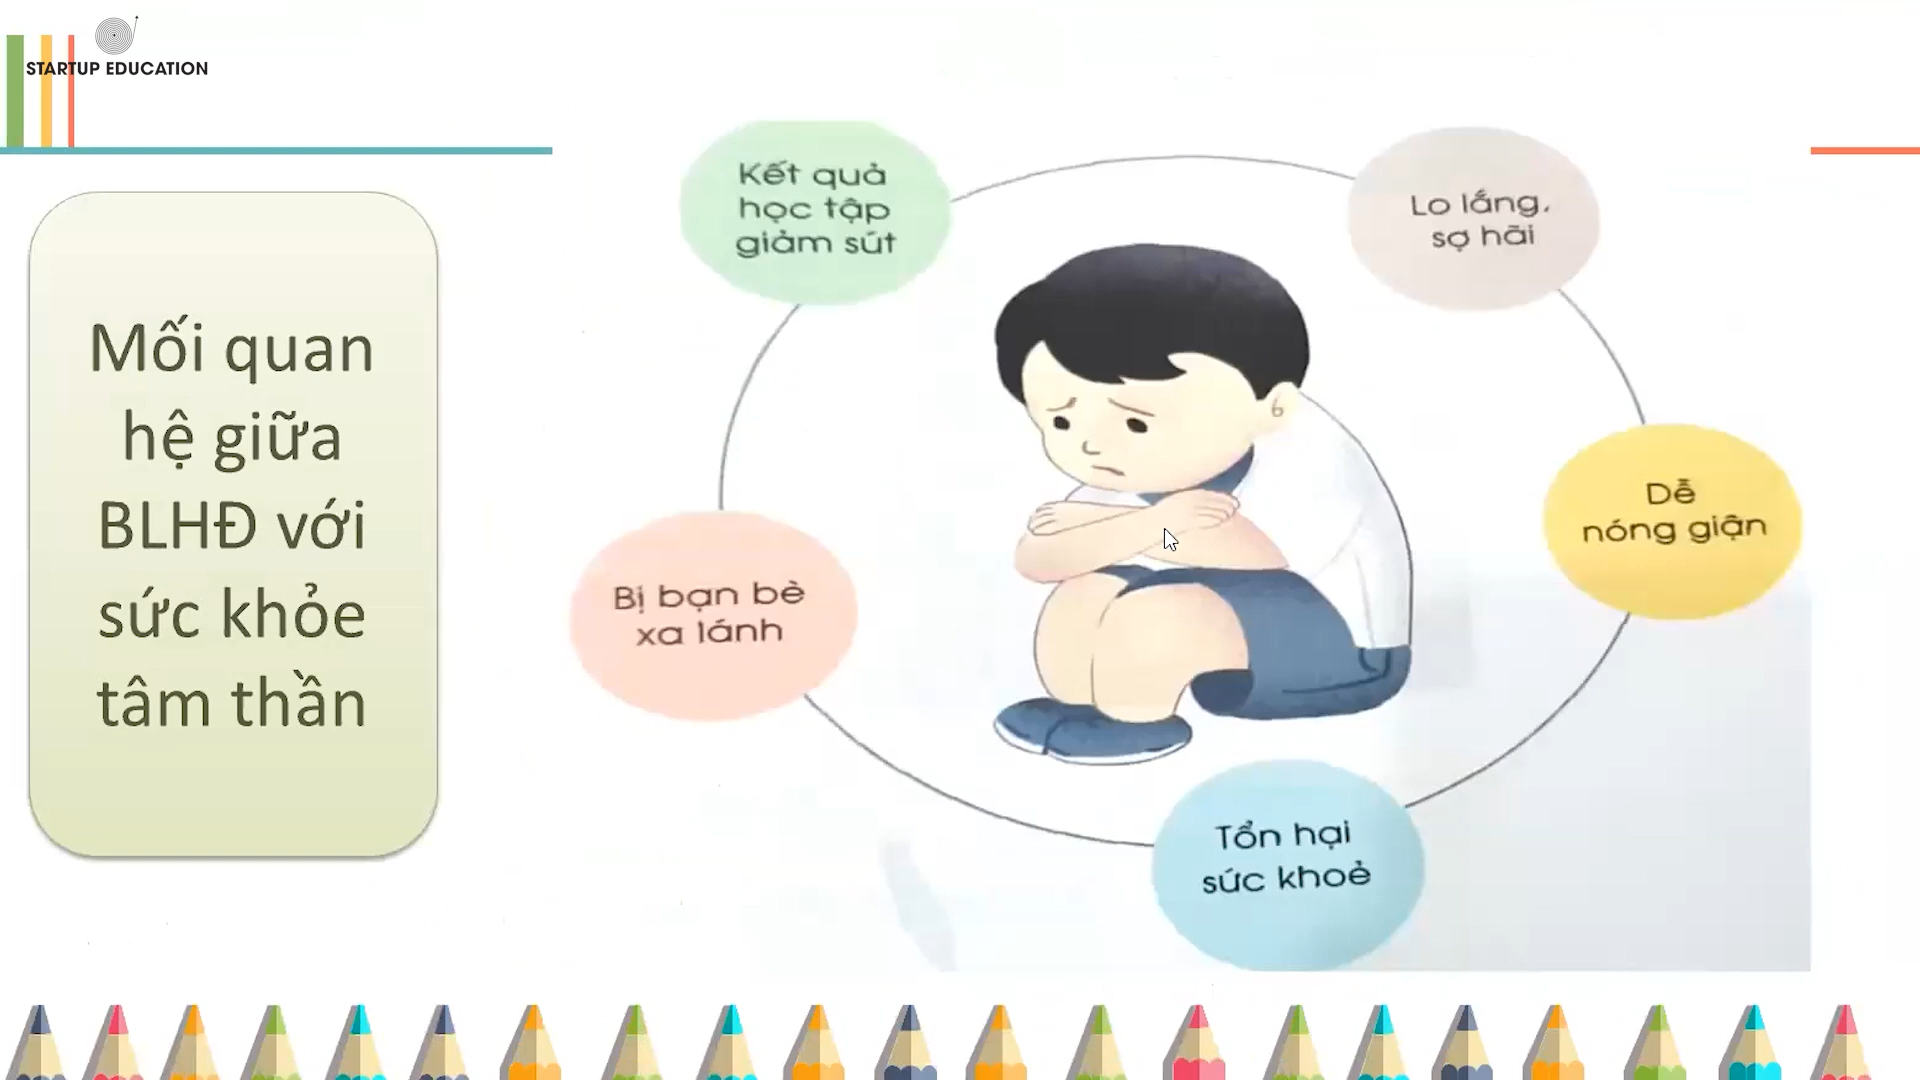 STARTUP EDUCATION
Mối quan
hệ giữa
BLHĐ với
sức khỏe
tâm thần
Kết quả
học tập
giảm sút
Lo lắng,
sợ hãi
Dễ
nóng giận
Bị bạn bè
xa lánh
Tổn hại
sức khoẻ